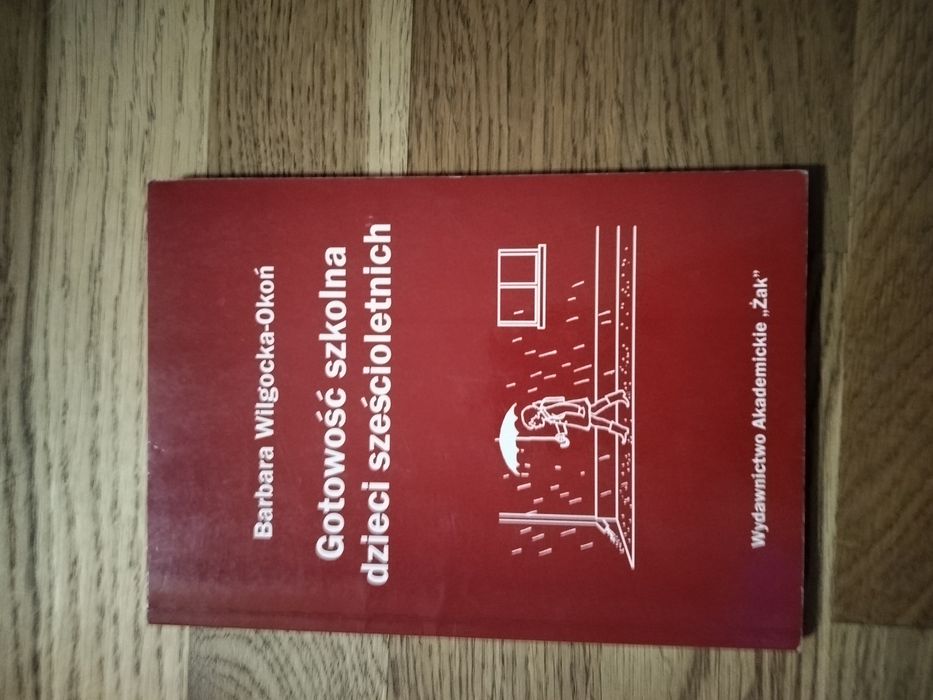 Barbara Wilgocka-Okoń
Gotowość szkolna
dzieci sześcioletnich
Wydawnictwo Akademickie „Żak”